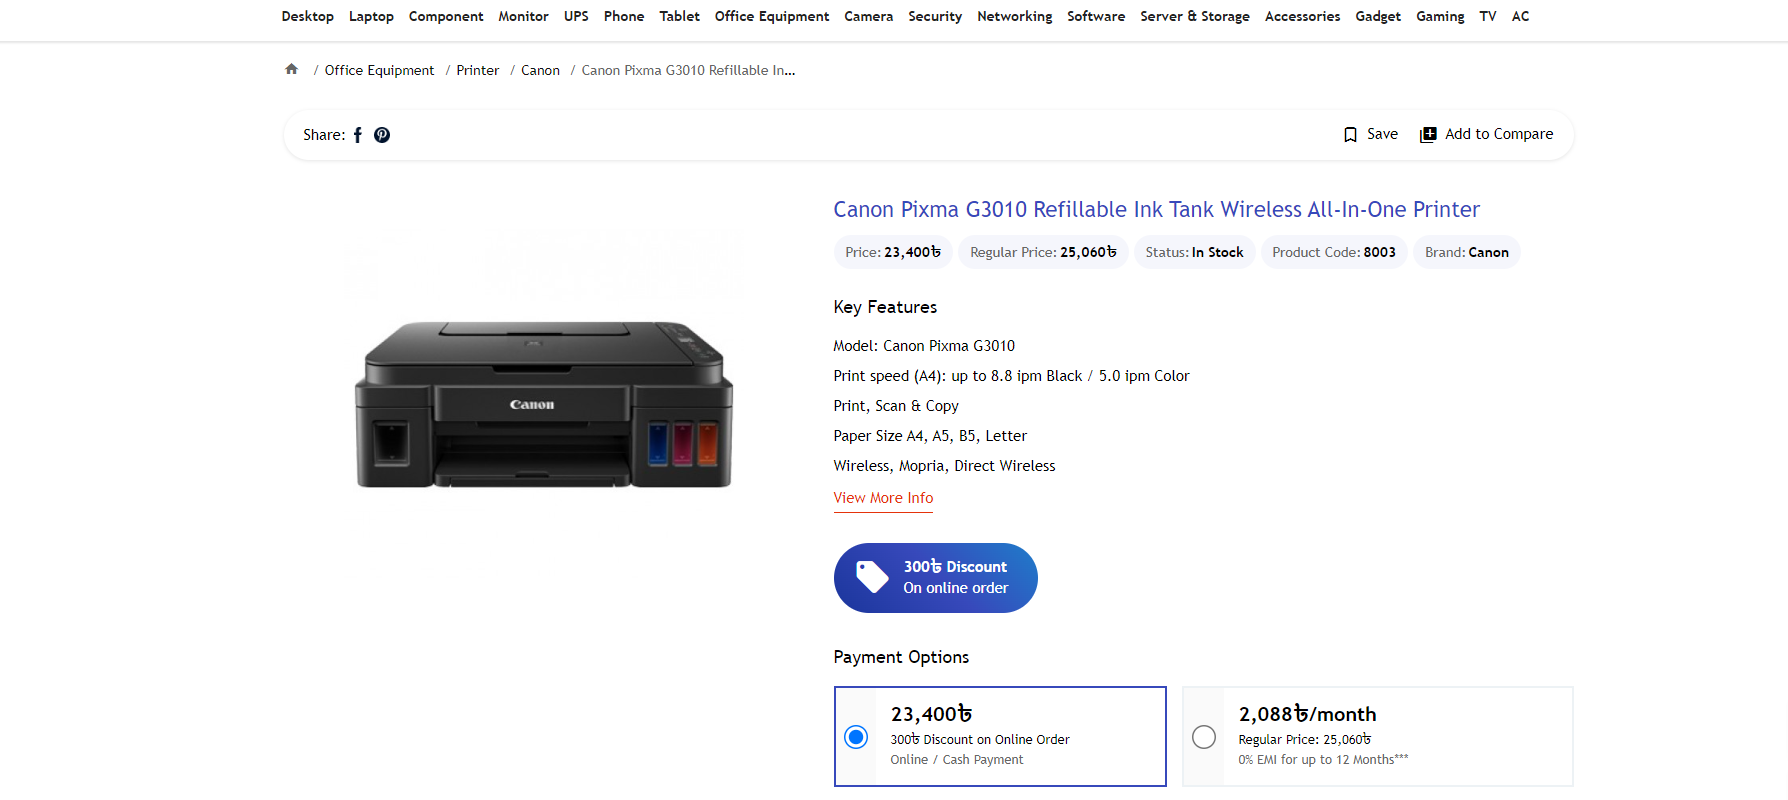 Desktop Laptop Component Monitor UPS Phone Tablet Office Equipment Camera Security Networking Software Server & Storage Accessories Gadget Gaming TV AC
/ Office Equipment / Printer / Canon / Canon Pixma G3010 Refillable In...
Share:
Save Add to Compare
Canon Pixma G3010 Refillable Ink Tank Wireless All-In-One Printer
Price: 23,400৳ Regular Price: 25,060৳ Status: In Stock Product Code: 8003 Brand: Canon
Key Features
Model: Canon Pixma G3010
Print speed (A4): up to 8.8 ipm Black / 5.0 ipm Color
Print, Scan & Copy
Paper Size A4, A5, B5, Letter
Wireless, Mopria, Direct Wireless
View More Info
Canon
300৳ Discount
On online order
Payment Options
23,400৳
300৳ Discount on Online Order
Online / Cash Payment
2,088৳/month
Regular Price: 25,060৳
0% EMI for up to 12 Months***